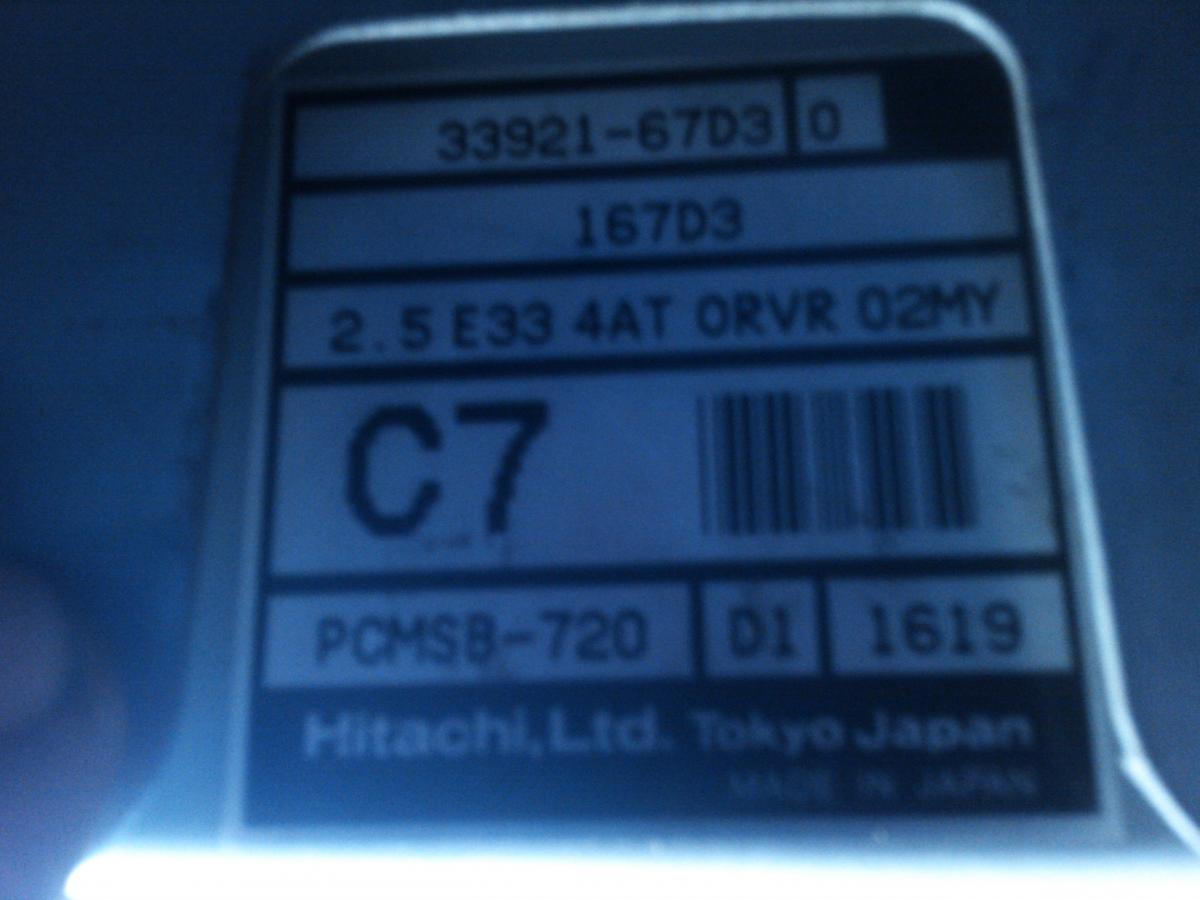 33921-67D3 0
167D3
2.5 E33 4AT ORVR 02MY
C7
PCMSB-720 D1 1619
Hitachi,Ltd. Tokyo Japan
MADE IN JAPAN